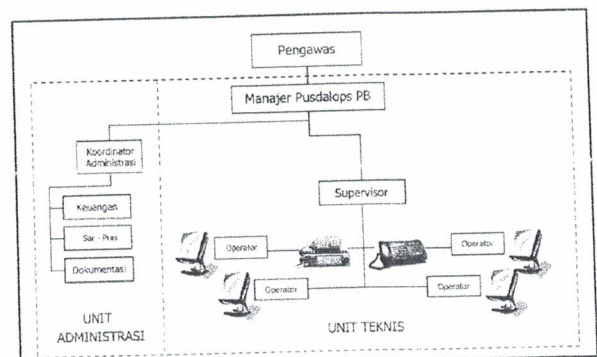 Pengawas
Manajer Pusdalops PB
Koordinator
Administrasi
Supervisor
Keuangan
Sar - Pras
Dokumentasi
Operator
Operator
Operator
Operator
UNIT
ADMINISTRASI
UNIT TEKNIS